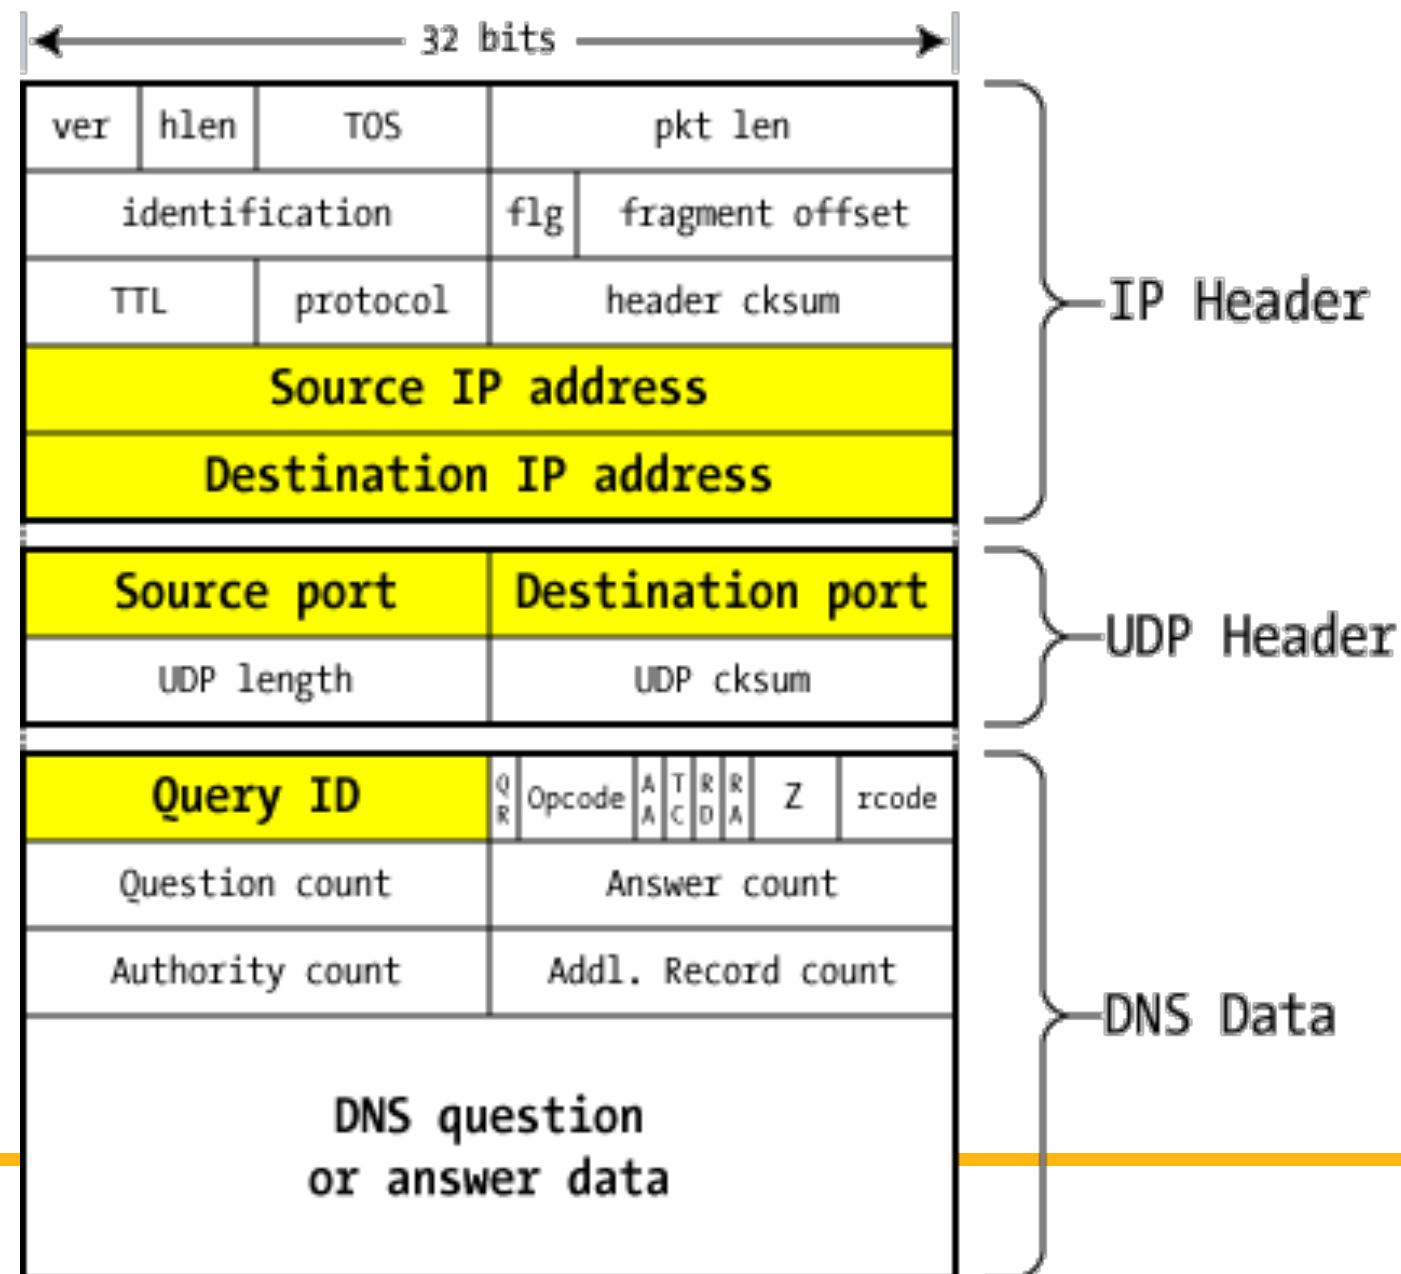 32 bits
ver hlen TOS pkt len
identification flg fragment offset
TTL protocol header cksum
IP Header
Source IP address
Destination IP address
Source port Destination port
UDP Header
UDP length UDP cksum
Query ID QR Opcode AA TC RD RA Z rcode
Question count Answer count
Authority count Addl. Record count
DNS Data
DNS question
or answer data